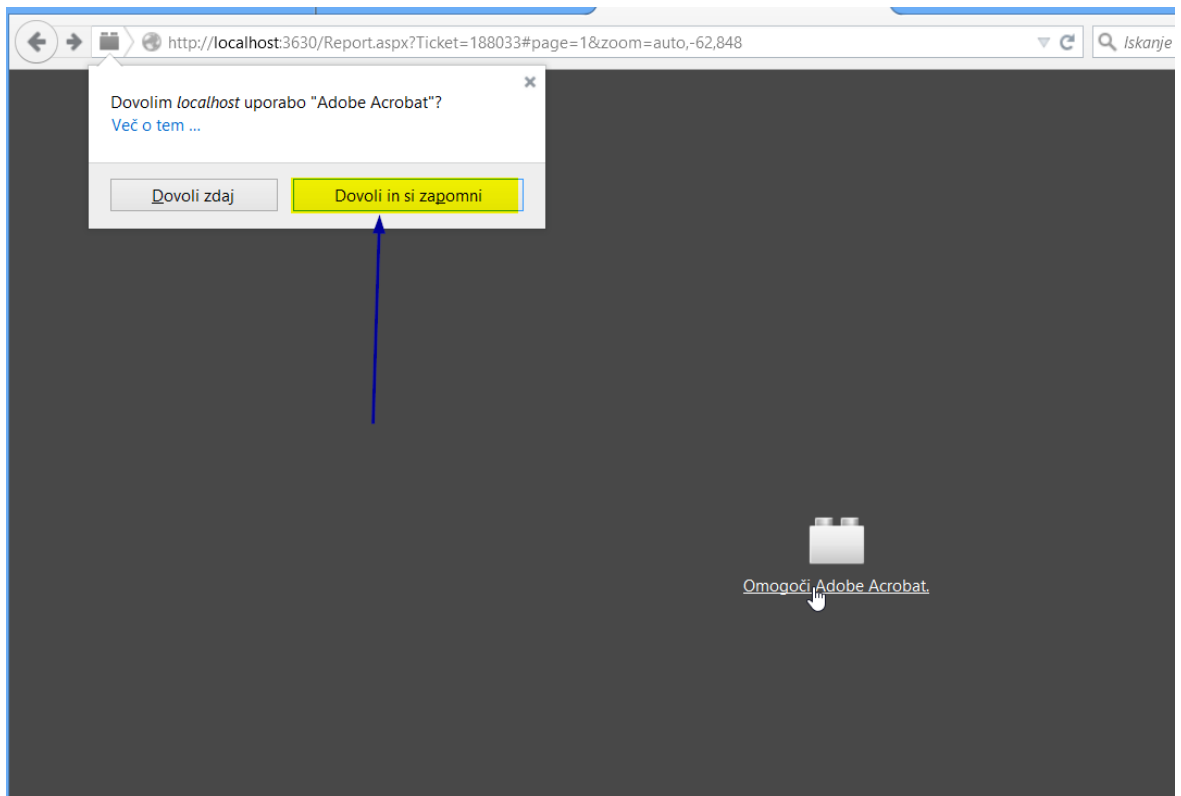 http://localhost:3630/Report.aspx?Ticket=188033#page=1&zoom=auto,-62,848
Iskanje
Dovolim localhost uporabo "Adobe Acrobat"?
Več o tem ...
Dovoli zdaj
Dovoli in si zapomni
Omogoči Adobe Acrobat.